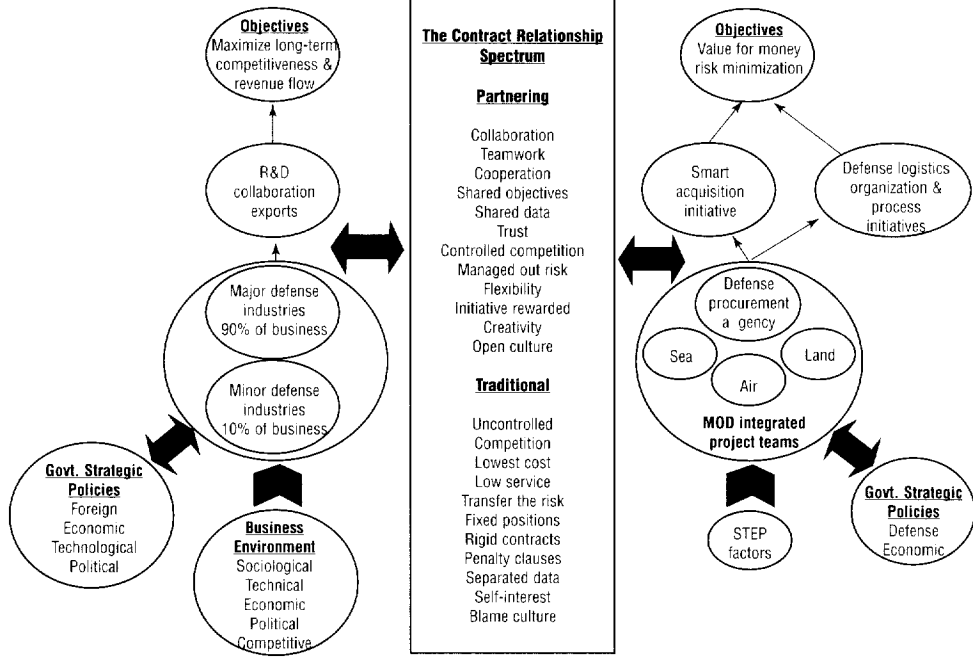 Objectives
Maximize long-term
competitiveness &
revenue flow
R&D
collaboration
exports
Major defense
industries
90% of business
Minor defense
industries
10% of business
Govt. Strategic
Policies
Foreign
Economic
Technological
Political
Business
Environment
Sociological
Technical
Economic
Political
Competitive
The Contract Relationship
Spectrum
Partnering
Collaboration
Teamwork
Cooperation
Shared objectives
Shared data
Trust
Controlled competition
Managed out risk
Flexibility
Initiative rewarded
Creativity
Open culture
Traditional
Uncontrolled
Competition
Lowest cost
Low service
Transfer the risk
Fixed positions
Rigid contracts
Penalty clauses
Separated data
Self-interest
Blame culture
Objectives
Value for money
risk minimization
Smart
acquisition
initiative
Defense logistics
organization &
process
initiatives
Defense
procurement
a gency
Sea
Land
Air
MOD integrated
project teams
STEP
factors
Govt. Strategic
Policies
Defense
Economic